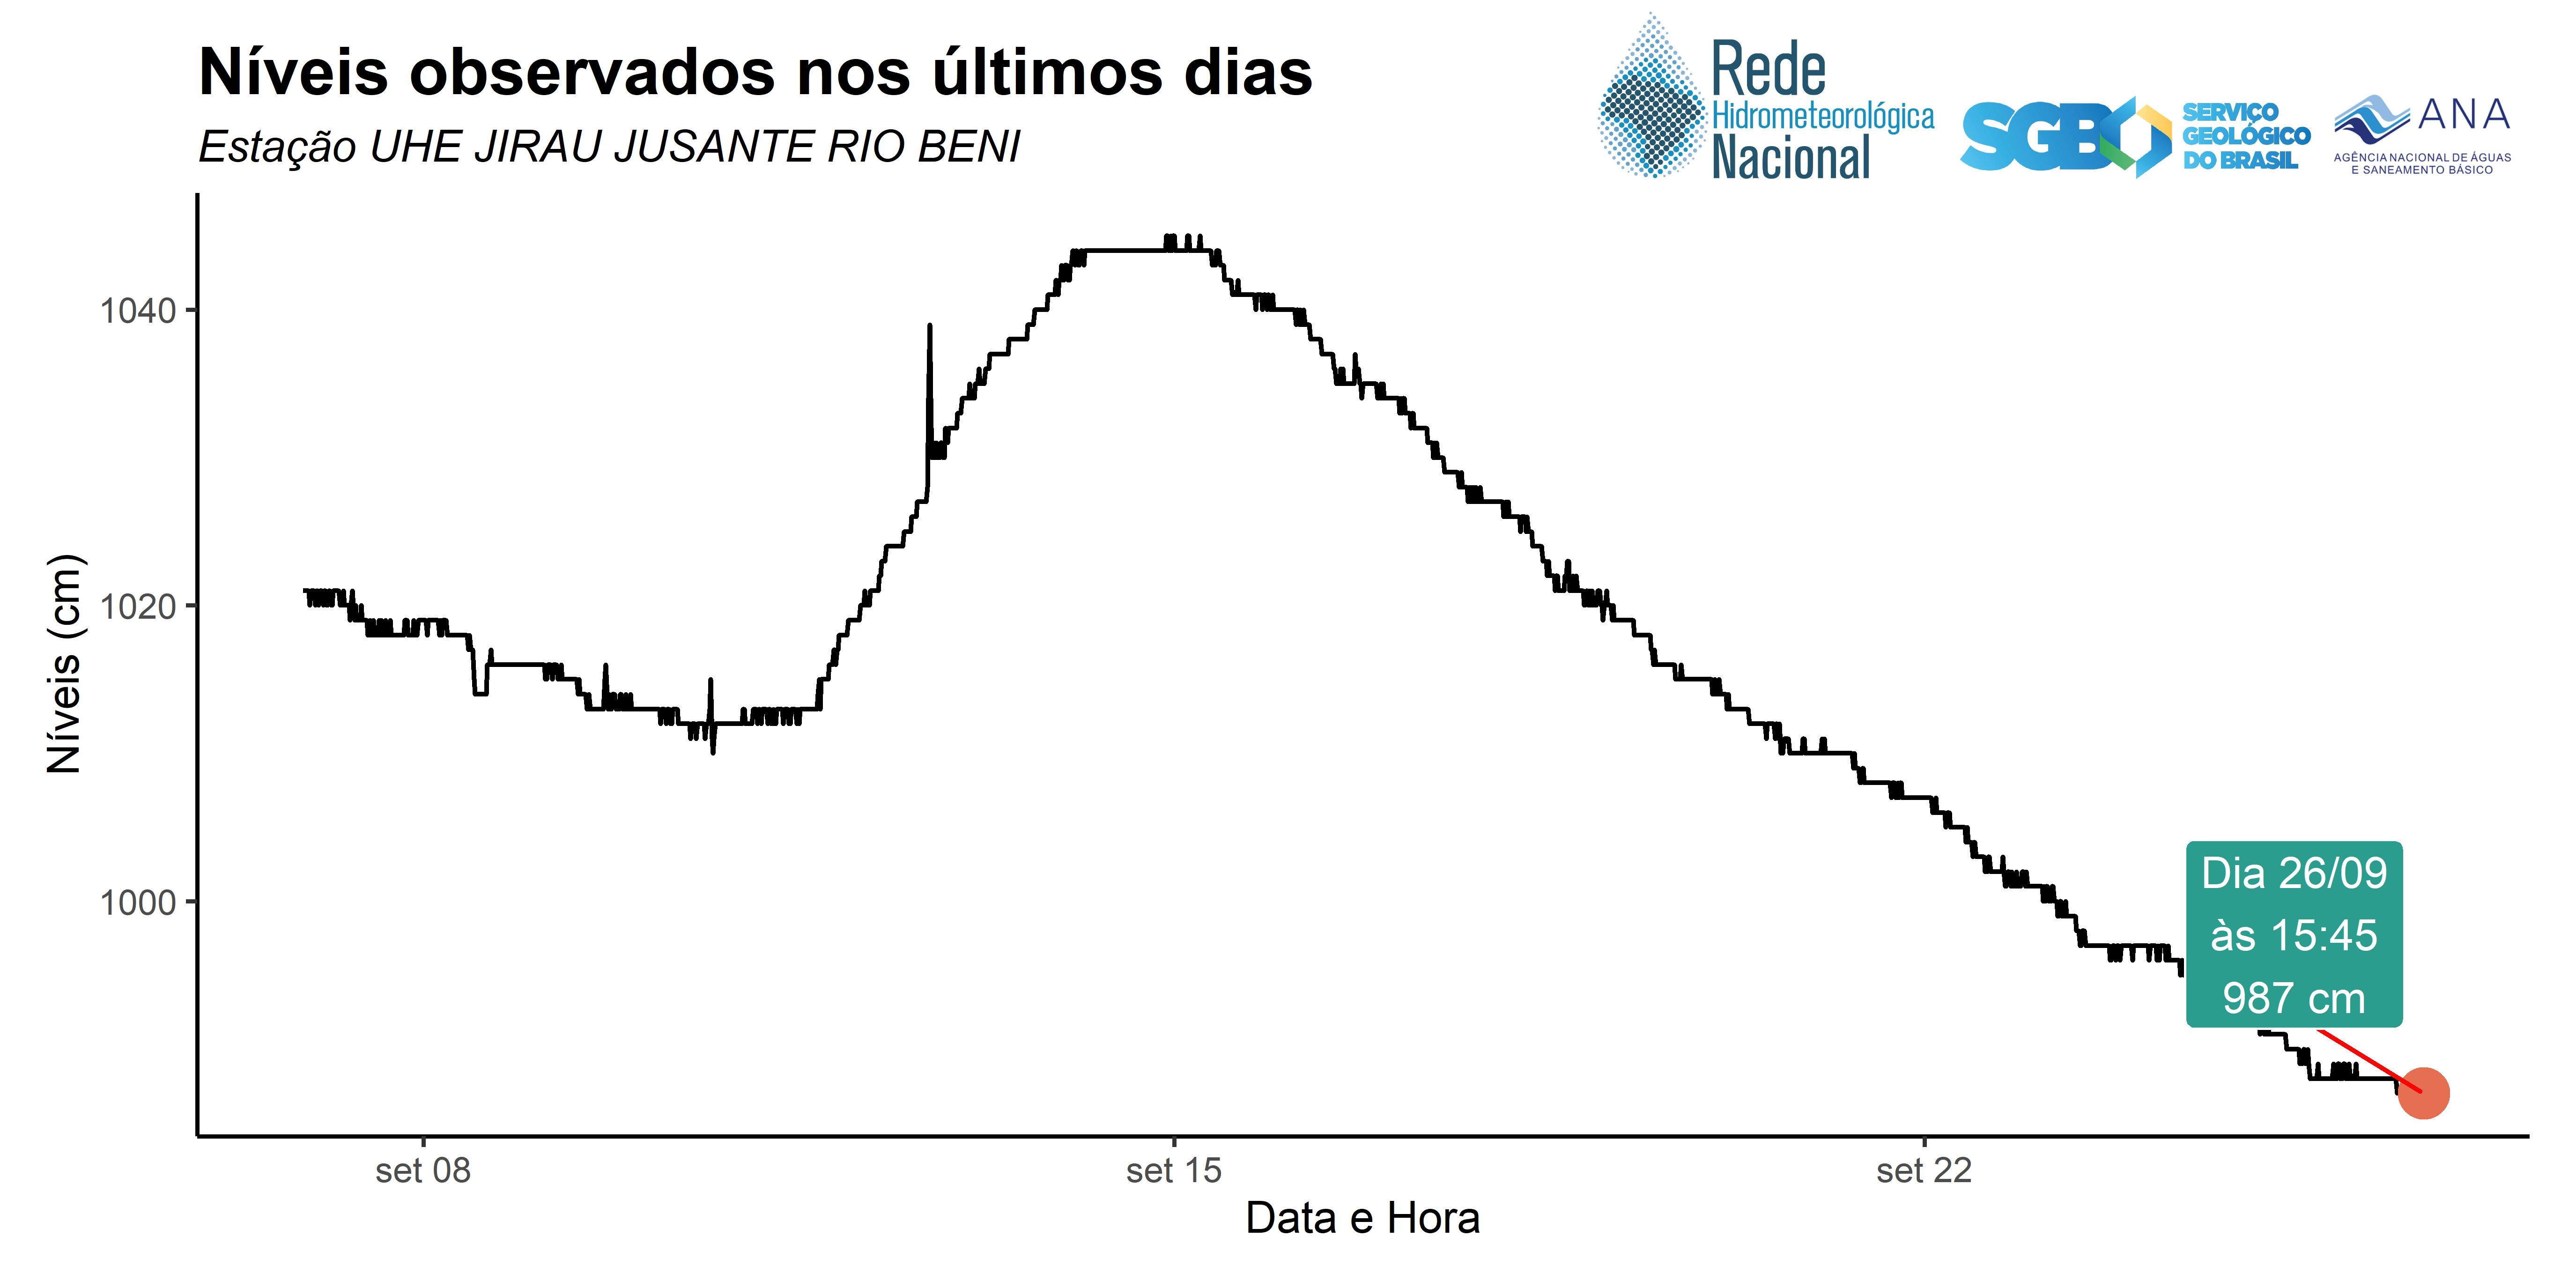 Níveis observados nos últimos dias
Estação UHE JIRAU JUSANTE RIO BENI
Rede
Hidrometeorológica
Nacional
SGB
SERVIÇO
GEOLÓGICO
DO BRASIL
ANA
AGÊNCIA NACIONAL DE ÁGUAS
E SANEAMENTO BÁSICO
Níveis (cm)
1040
1020
1000
Dia 26/09
às 15:45
987 cm
set 08
set 15
set 22
Data e Hora